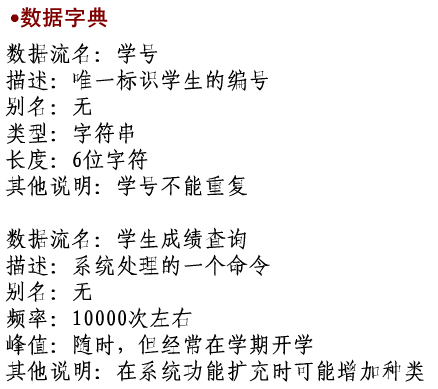 •数据字典
数据流名：学号
描述：唯一标识学生的编号
别名：无
类型：字符串
长度：6位字符
其他说明：学号不能重复
数据流名：学生成绩查询
描述：系统处理的一个命令
别名：无
频率：10000次左右
峰值：随时，但经常在学期开学
其他说明：在系统功能扩充时可能增加种类